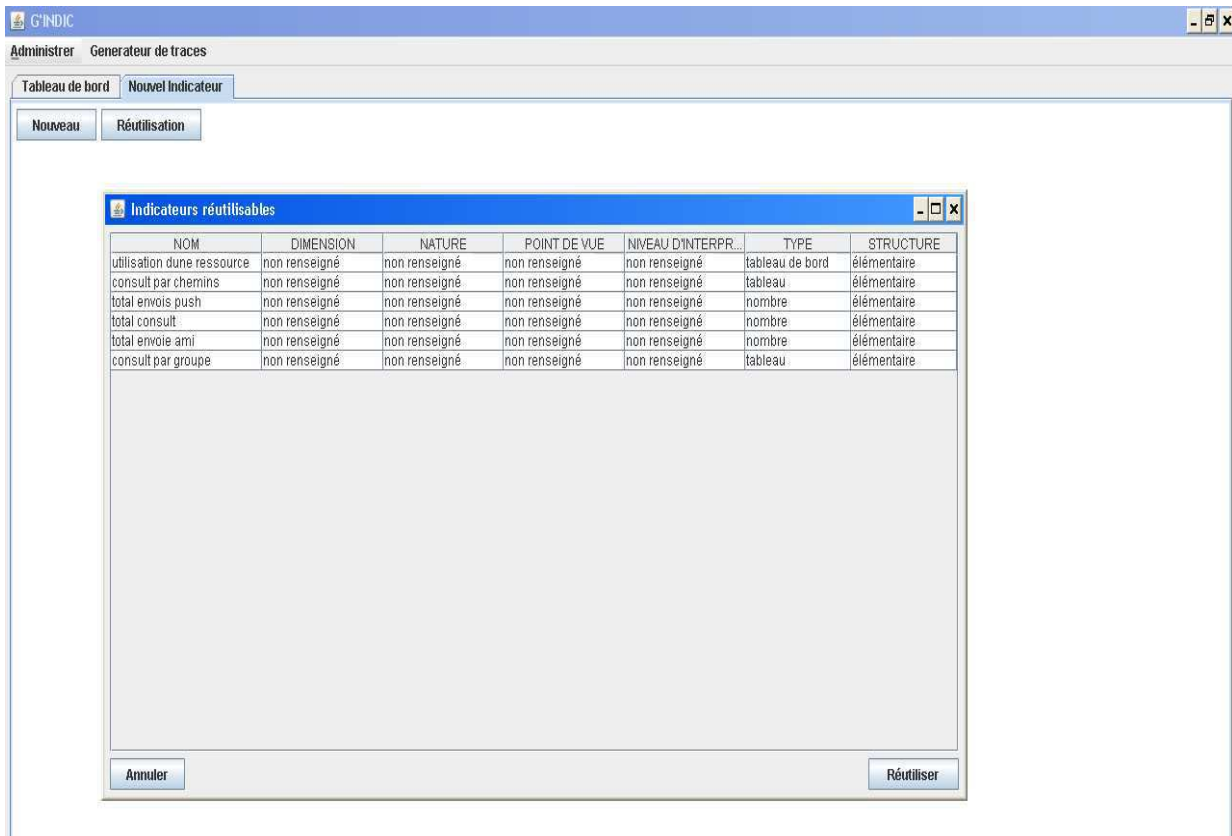 G'INDIC
Administrer Generateur de traces
Tableau de bord Nouvel Indicateur
Nouveau Réutilisation
Indicateurs réutilisables
NOM DIMENSION NATURE POINT DE VUE NIVEAU D'INTERPR... TYPE STRUCTURE
utilisation dune ressource non renseigné non renseigné non renseigné non renseigné tableau de bord élémentaire
consult par chemins non renseigné non renseigné non renseigné non renseigné tableau élémentaire
total envois push non renseigné non renseigné non renseigné non renseigné nombre élémentaire
total consult non renseigné non renseigné non renseigné non renseigné nombre élémentaire
total envoie ami non renseigné non renseigné non renseigné non renseigné nombre élémentaire
consult par groupe non renseigné non renseigné non renseigné non renseigné tableau élémentaire
Annuler Réutiliser